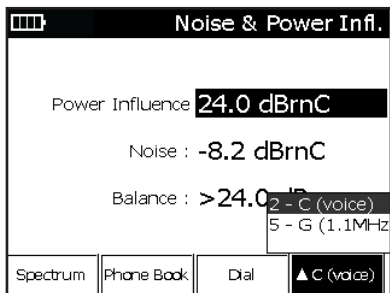 Noise & Power Infl.
Power Influence 24.0 dBrnC
Noise : -8.2 dBrnC
Balance : >24.0
2 - C (voice)
5 - G (1.1MHz
Spectrum Phone Book Dial ▲C (voice)